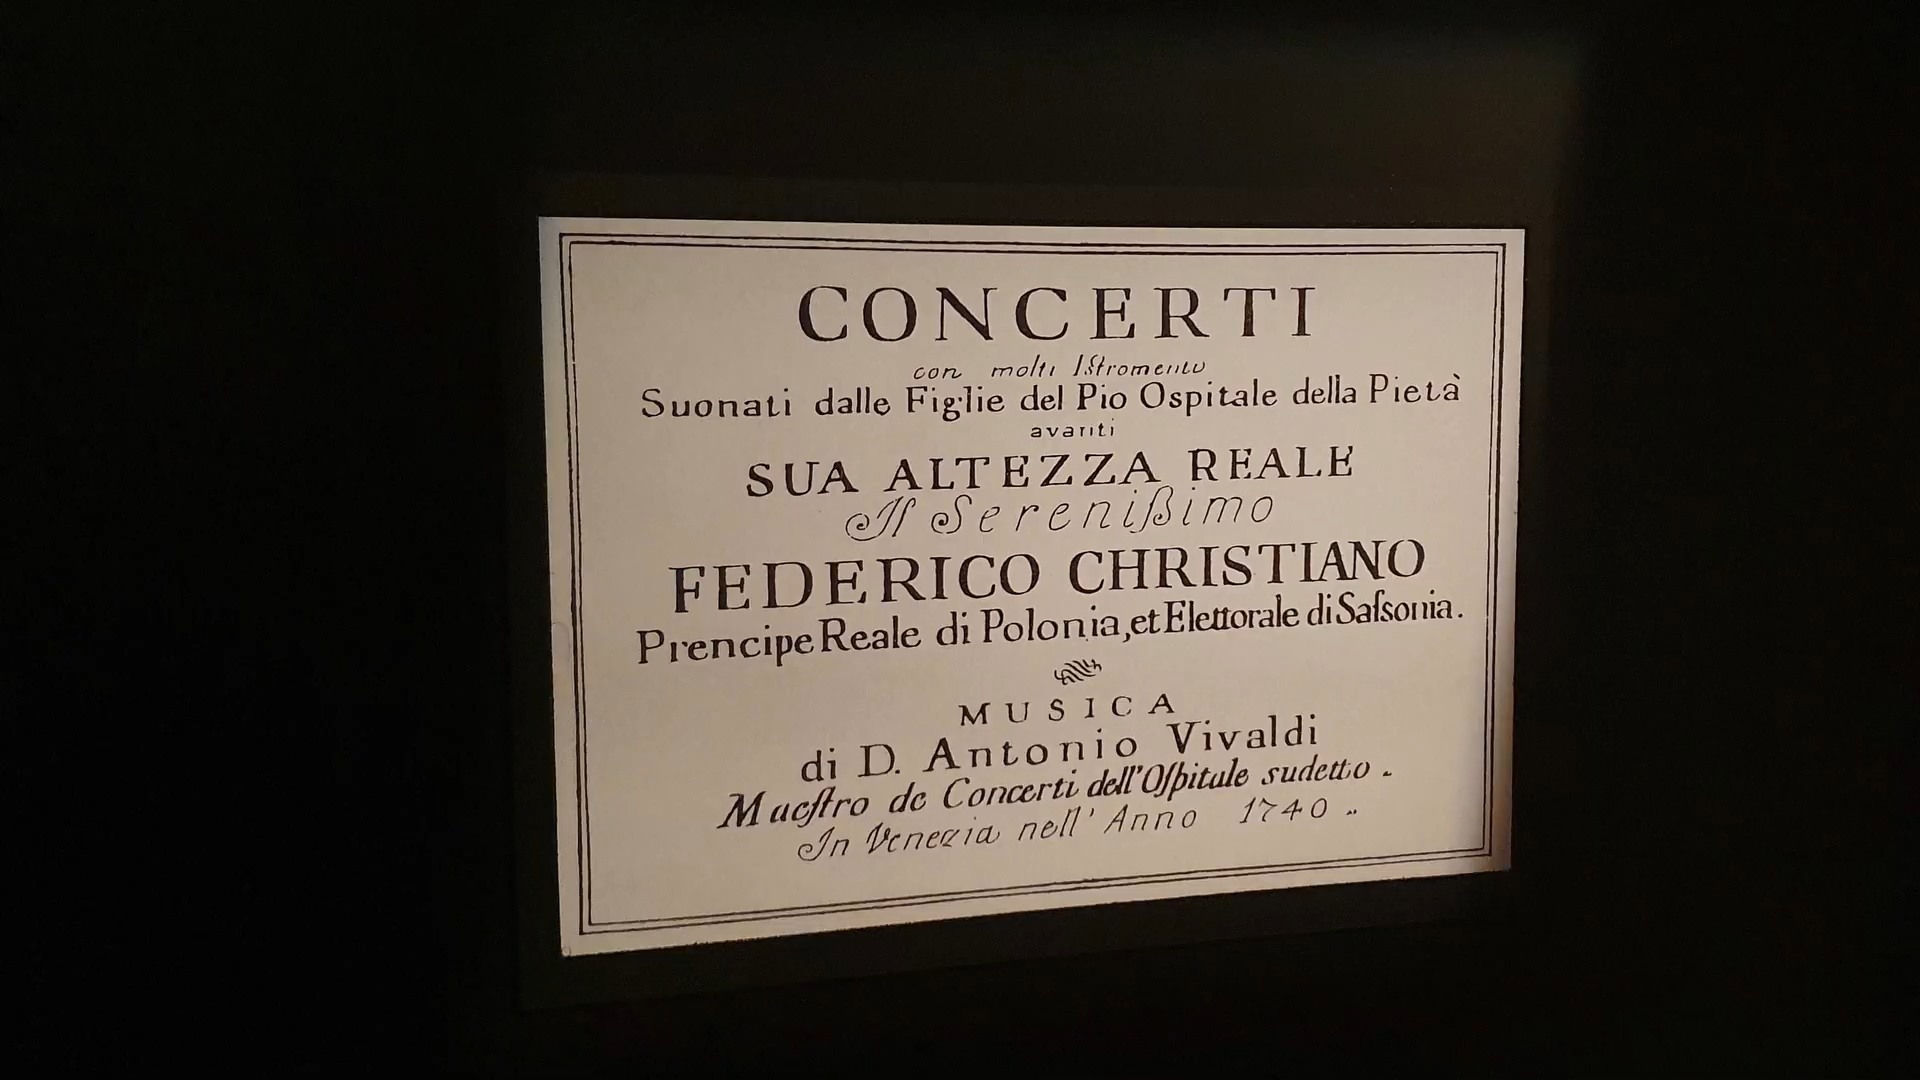 CONCERTI
con molti Istromenti
Suonati dalle Figlie del Pio Ospitale della Pietà
avanti
SUA ALTEZZA REALE
Il Serenißimo
FEDERICO CHRISTIANO
Prencipe Reale di Polonia, et Elettorale di Saſsonia.
MUSICA
di D. Antonio Vivaldi
Maeſtro de Concerti dell'Oſpitale sudetto.
In Venezia nell'Anno 1740..